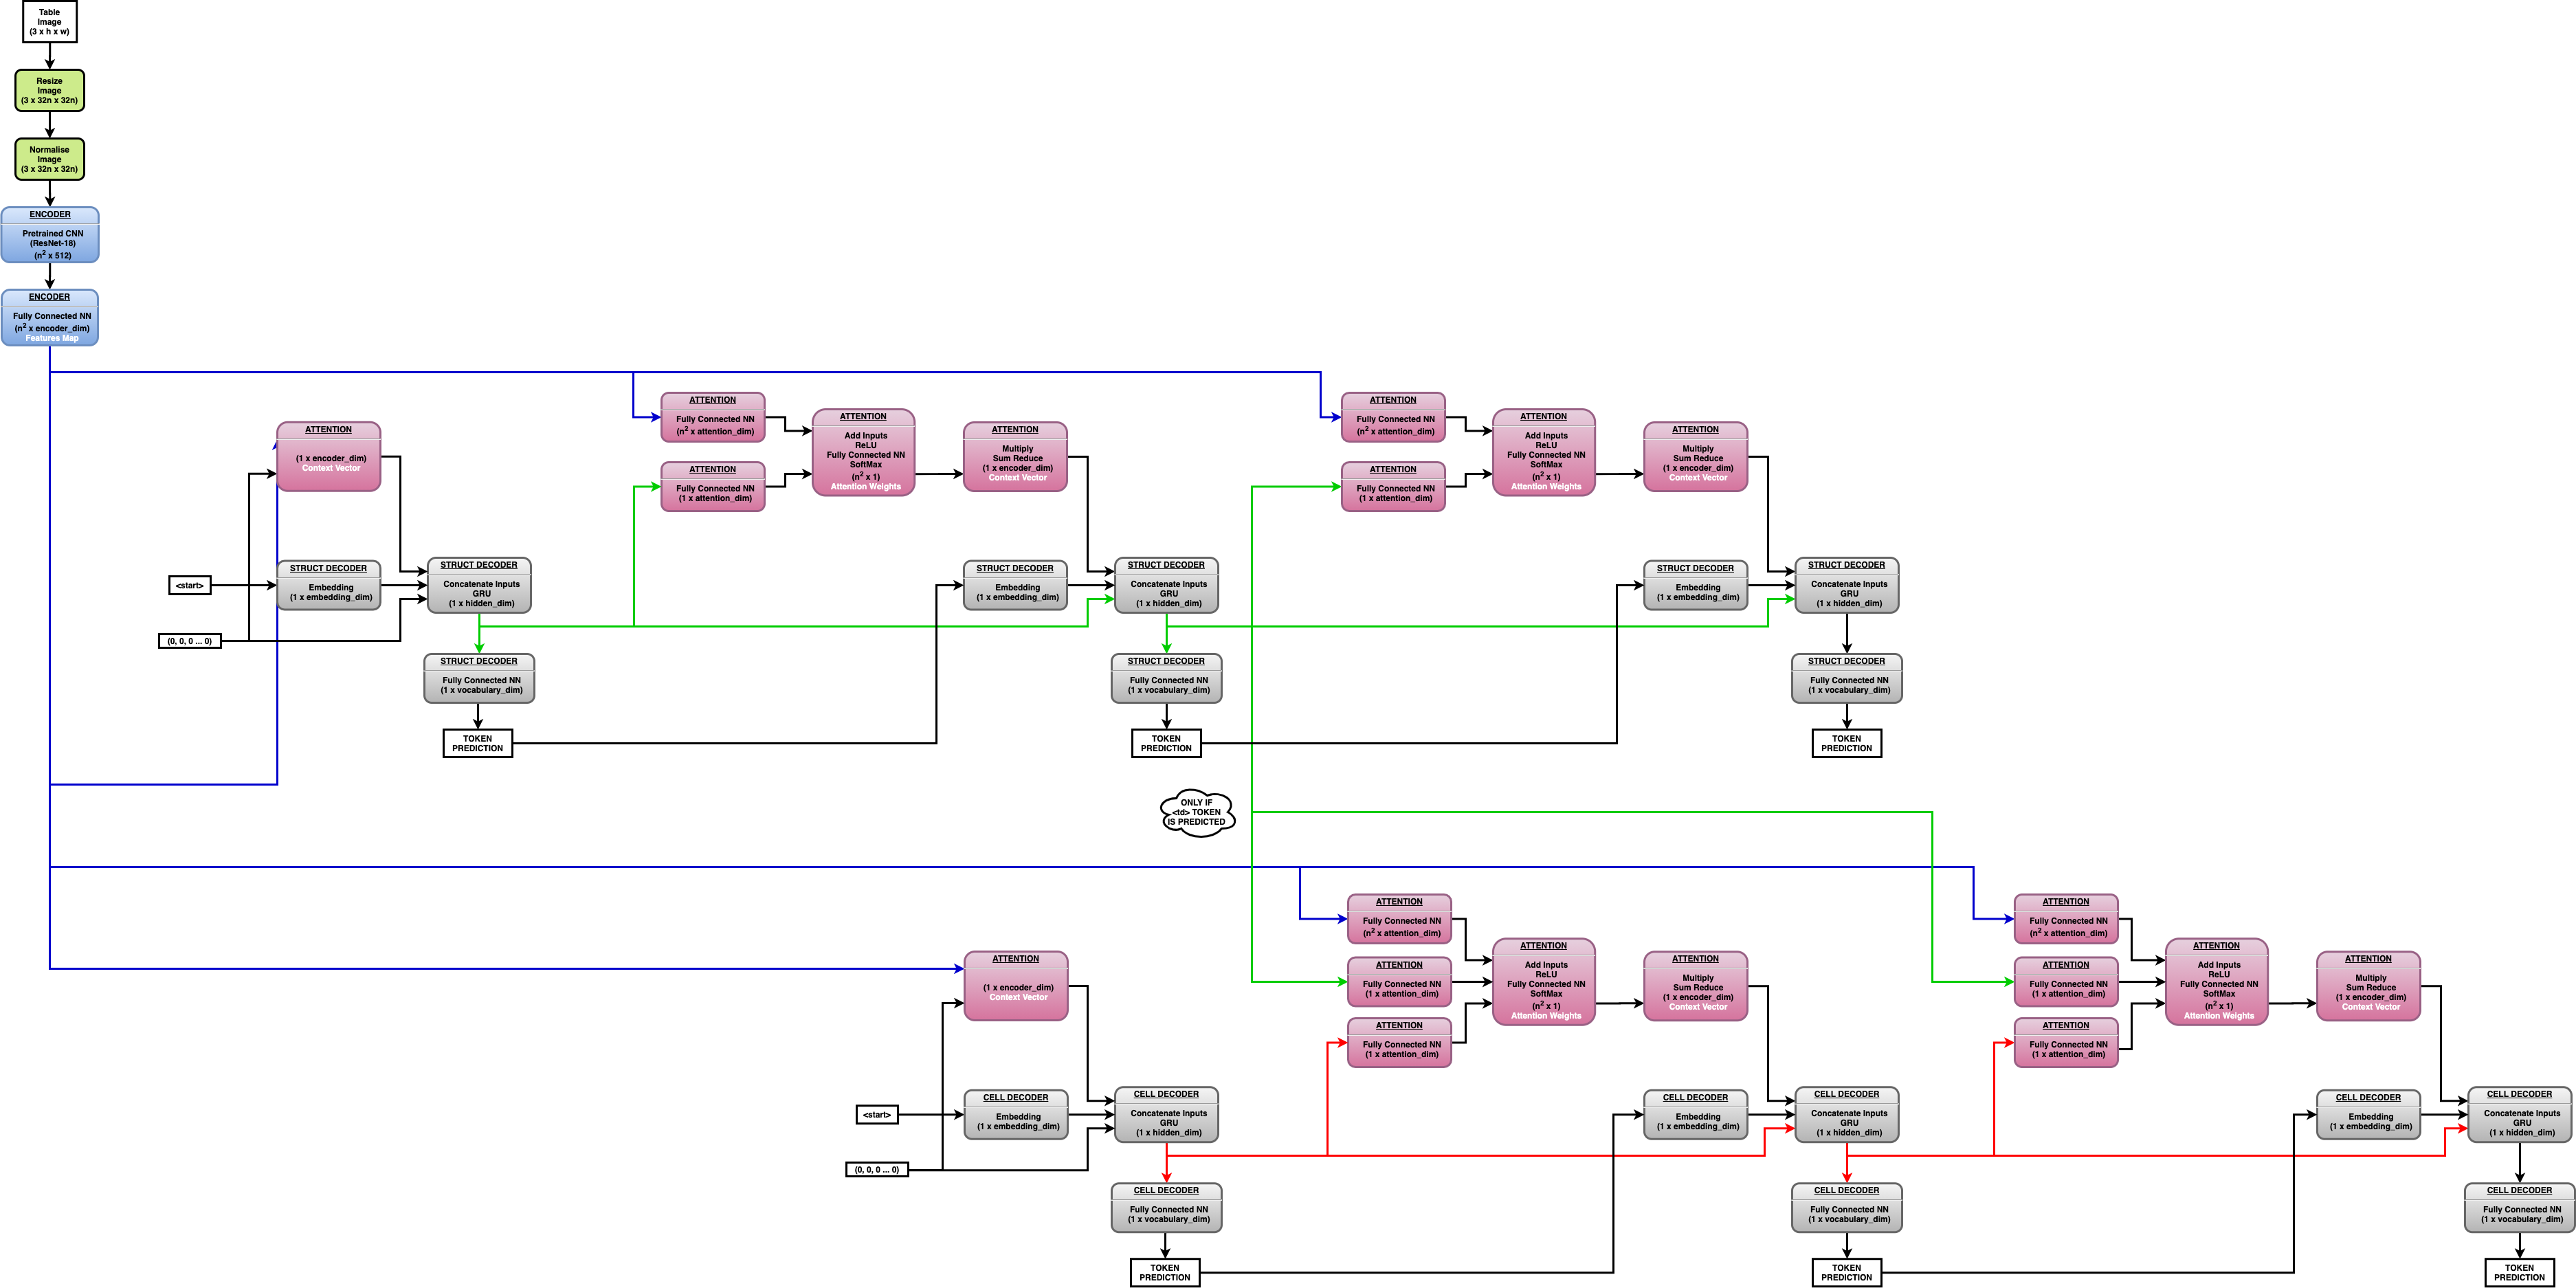 Table
Image
(3 x h x w)
Resize
Image
(3 x 32n x 32n)
Normalise
Image
(3 x 32n x 32n)
ENCODER
Pretrained CNN
(ResNet-18)
(n² x 512)
ENCODER
Fully Connected NN
(n² x encoder_dim)
Features Map
ATTENTION
(1 x encoder_dim)
Context Vector
<start>
STRUCT DECODER
Embedding
(1 x embedding_dim)
(0, 0, 0 ... 0)
STRUCT DECODER
Concatenate Inputs
GRU
(1 x hidden_dim)
STRUCT DECODER
Fully Connected NN
(1 x vocabulary_dim)
TOKEN
PREDICTION
ATTENTION
Fully Connected NN
(n² x attention_dim)
ATTENTION
Fully Connected NN
(1 x attention_dim)
ATTENTION
Add Inputs
ReLU
Fully Connected NN
SoftMax
(n² x 1)
Attention Weights
ATTENTION
Multiply
Sum Reduce
(1 x encoder_dim)
Context Vector
STRUCT DECODER
Embedding
(1 x embedding_dim)
STRUCT DECODER
Concatenate Inputs
GRU
(1 x hidden_dim)
STRUCT DECODER
Fully Connected NN
(1 x vocabulary_dim)
TOKEN
PREDICTION
ATTENTION
Fully Connected NN
(n² x attention_dim)
ATTENTION
Fully Connected NN
(1 x attention_dim)
ATTENTION
Add Inputs
ReLU
Fully Connected NN
SoftMax
(n² x 1)
Attention Weights
ATTENTION
Multiply
Sum Reduce
(1 x encoder_dim)
Context Vector
STRUCT DECODER
Embedding
(1 x embedding_dim)
STRUCT DECODER
Concatenate Inputs
GRU
(1 x hidden_dim)
STRUCT DECODER
Fully Connected NN
(1 x vocabulary_dim)
TOKEN
PREDICTION
ONLY IF
<td> TOKEN
IS PREDICTED
ATTENTION
(1 x encoder_dim)
Context Vector
<start>
CELL DECODER
Embedding
(1 x embedding_dim)
(0, 0, 0 ... 0)
CELL DECODER
Concatenate Inputs
GRU
(1 x hidden_dim)
CELL DECODER
Fully Connected NN
(1 x vocabulary_dim)
TOKEN
PREDICTION
ATTENTION
Fully Connected NN
(n² x attention_dim)
ATTENTION
Fully Connected NN
(1 x attention_dim)
ATTENTION
Fully Connected NN
(1 x attention_dim)
ATTENTION
Add Inputs
ReLU
Fully Connected NN
SoftMax
(n² x 1)
Attention Weights
ATTENTION
Multiply
Sum Reduce
(1 x encoder_dim)
Context Vector
CELL DECODER
Embedding
(1 x embedding_dim)
CELL DECODER
Concatenate Inputs
GRU
(1 x hidden_dim)
CELL DECODER
Fully Connected NN
(1 x vocabulary_dim)
TOKEN
PREDICTION
ATTENTION
Fully Connected NN
(n² x attention_dim)
ATTENTION
Fully Connected NN
(1 x attention_dim)
ATTENTION
Fully Connected NN
(1 x attention_dim)
ATTENTION
Add Inputs
ReLU
Fully Connected NN
SoftMax
(n² x 1)
Attention Weights
ATTENTION
Multiply
Sum Reduce
(1 x encoder_dim)
Context Vector
CELL DECODER
Embedding
(1 x embedding_dim)
CELL DECODER
Concatenate Inputs
GRU
(1 x hidden_dim)
CELL DECODER
Fully Connected NN
(1 x vocabulary_dim)
TOKEN
PREDICTION